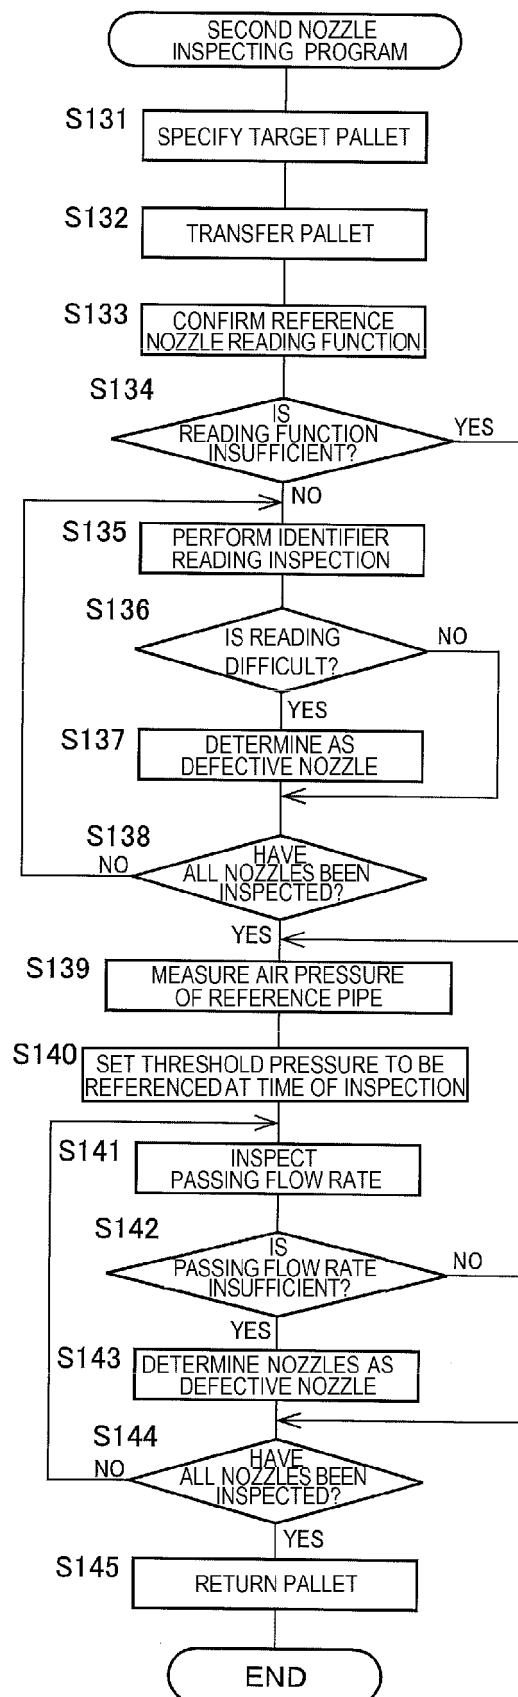 SECOND NOZZLE
INSPECTING PROGRAM
S131
SPECIFY TARGET PALLET
S132
TRANSFER PALLET
S133
CONFIRM REFERENCE
NOZZLE READING FUNCTION
S134
IS
READING FUNCTION
INSUFFICIENT?
YES
NO
S135
PERFORM IDENTIFIER
READING INSPECTION
S136
IS READING
DIFFICULT?
NO
YES
S137
DETERMINE AS
DEFECTIVE NOZZLE
S138
HAVE
ALL NOZZLES BEEN
INSPECTED?
NO
YES
S139
MEASURE AIR PRESSURE
OF REFERENCE PIPE
S140
SET THRESHOLD PRESSURE TO BE
REFERENCED AT TIME OF INSPECTION
S141
INSPECT
PASSING FLOW RATE
S142
IS
PASSING FLOW RATE
INSUFFICIENT?
NO
YES
S143
DETERMINE NOZZLES AS
DEFECTIVE NOZZLE
S144
HAVE
ALL NOZZLES BEEN
INSPECTED?
NO
YES
S145
RETURN PALLET
END